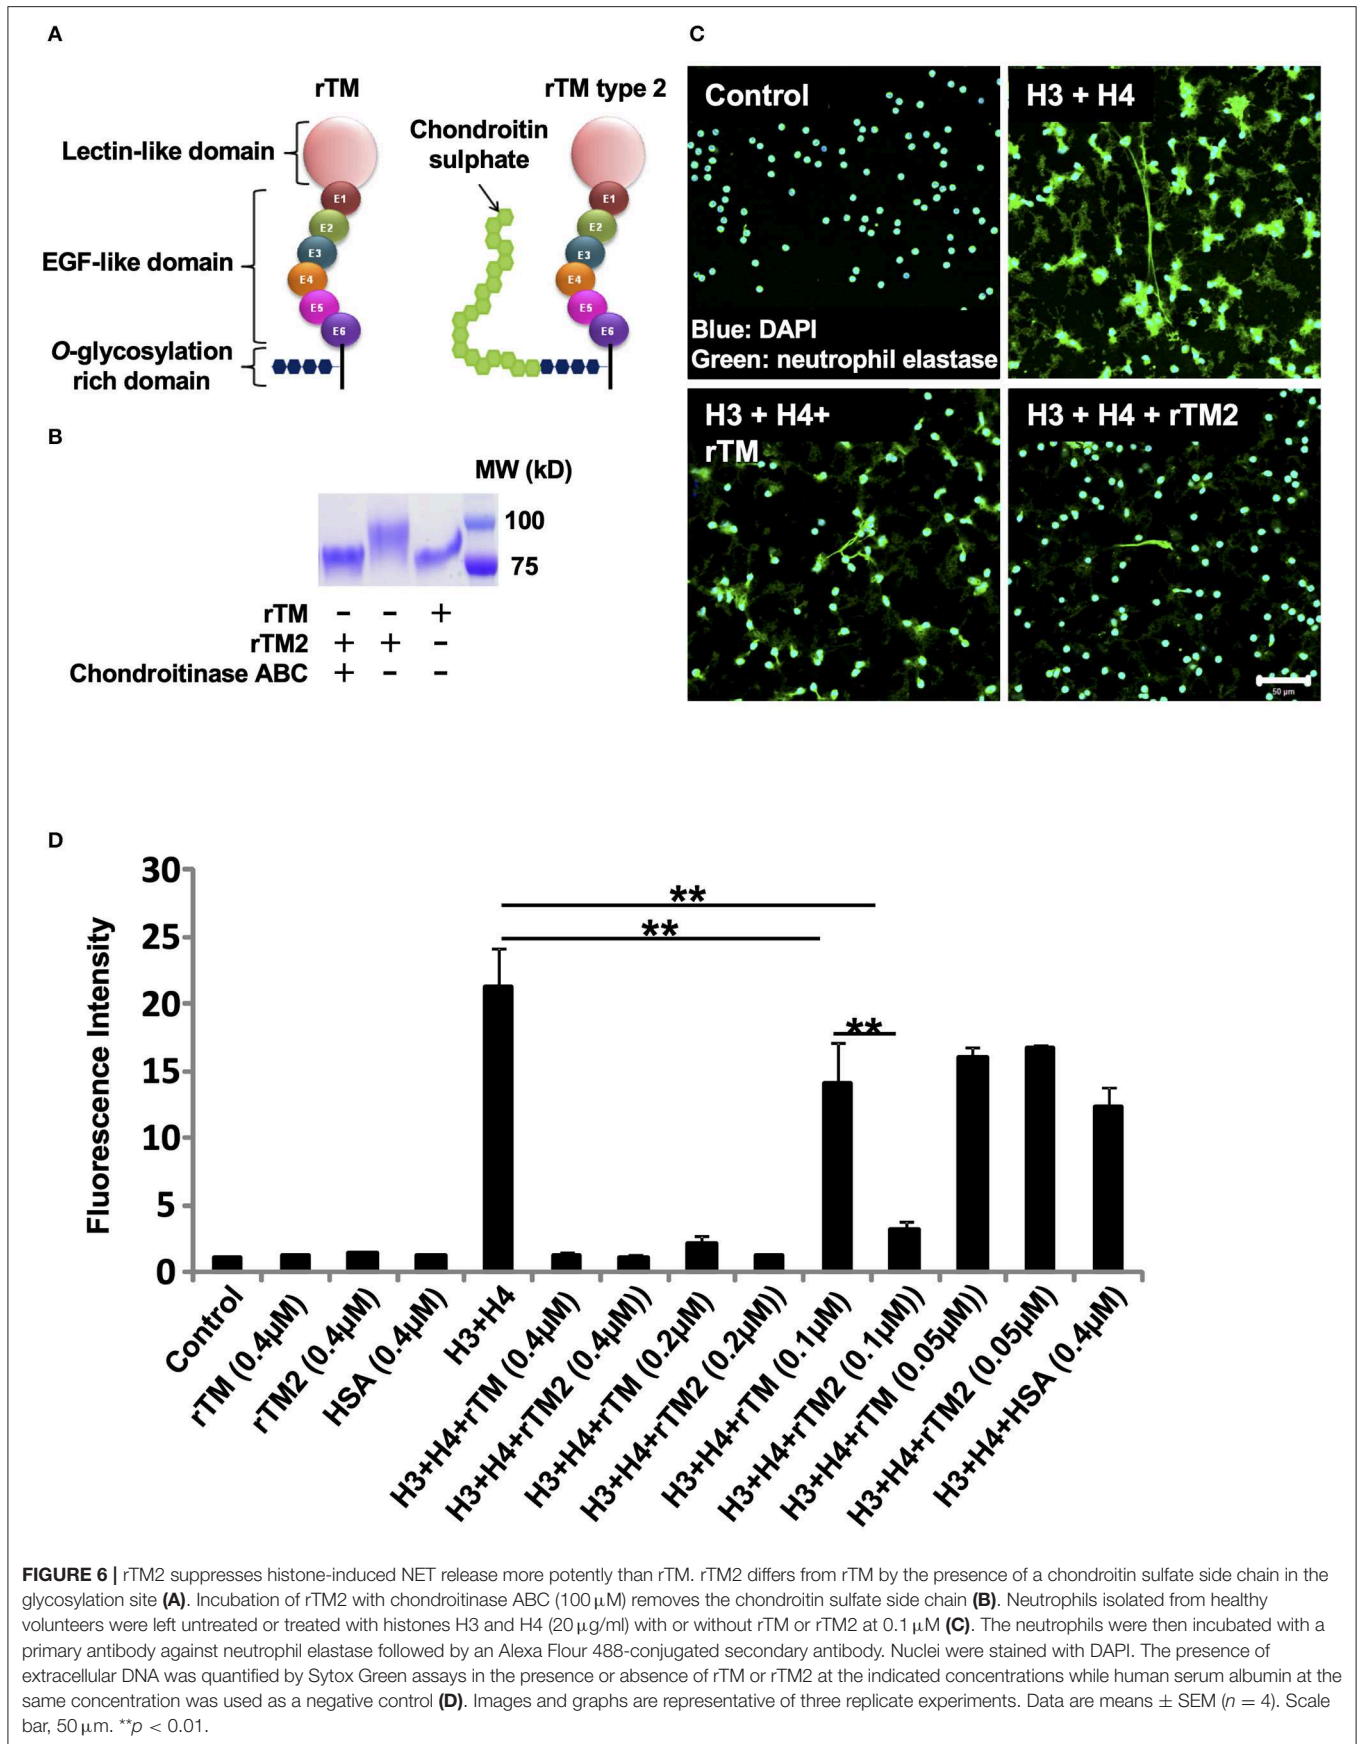 A
rTM
rTM type 2
Lectin-like domain
Chondroitin
sulphate
EGF-like domain
O-glycosylation
rich domain
E1
E2
E3
E4
E5
E6
E1
E2
E3
E4
E5
E6
B
MW (kD)
100
75
rTM - - +
rTM2 + + -
Chondroitinase ABC + - -
C
Control
Blue: DAPI
Green: neutrophil elastase
H3 + H4
H3 + H4+
rTM
H3 + H4 + rTM2
50 μm
D
Fluorescence Intensity
30
25
20
15
10
5
0
**
**
**
Control
rTM (0.4μM)
rTM2 (0.4μM)
HSA (0.4μM)
H3+H4
H3+H4+rTM (0.4μM)
H3+H4+rTM2 (0.4μM))
H3+H4+rTM (0.2μM)
H3+H4+rTM2 (0.2μM))
H3+H4+rTM (0.1μM)
H3+H4+rTM2 (0.1μM))
H3+H4+rTM (0.05μM))
H3+H4+rTM2 (0.05μM)
H3+H4+HSA (0.4μM)
FIGURE 6 | rTM2 suppresses histone-induced NET release more potently than rTM. rTM2 differs from rTM by the presence of a chondroitin sulfate side chain in the
glycosylation site (A). Incubation of rTM2 with chondroitinase ABC (100 μM) removes the chondroitin sulfate side chain (B). Neutrophils isolated from healthy
volunteers were left untreated or treated with histones H3 and H4 (20 μg/ml) with or without rTM or rTM2 at 0.1 μM (C). The neutrophils were then incubated with a
primary antibody against neutrophil elastase followed by an Alexa Flour 488-conjugated secondary antibody. Nuclei were stained with DAPI. The presence of
extracellular DNA was quantified by Sytox Green assays in the presence or absence of rTM or rTM2 at the indicated concentrations while human serum albumin at the
same concentration was used as a negative control (D). Images and graphs are representative of three replicate experiments. Data are means ± SEM (n = 4). Scale
bar, 50 μm. **p < 0.01.